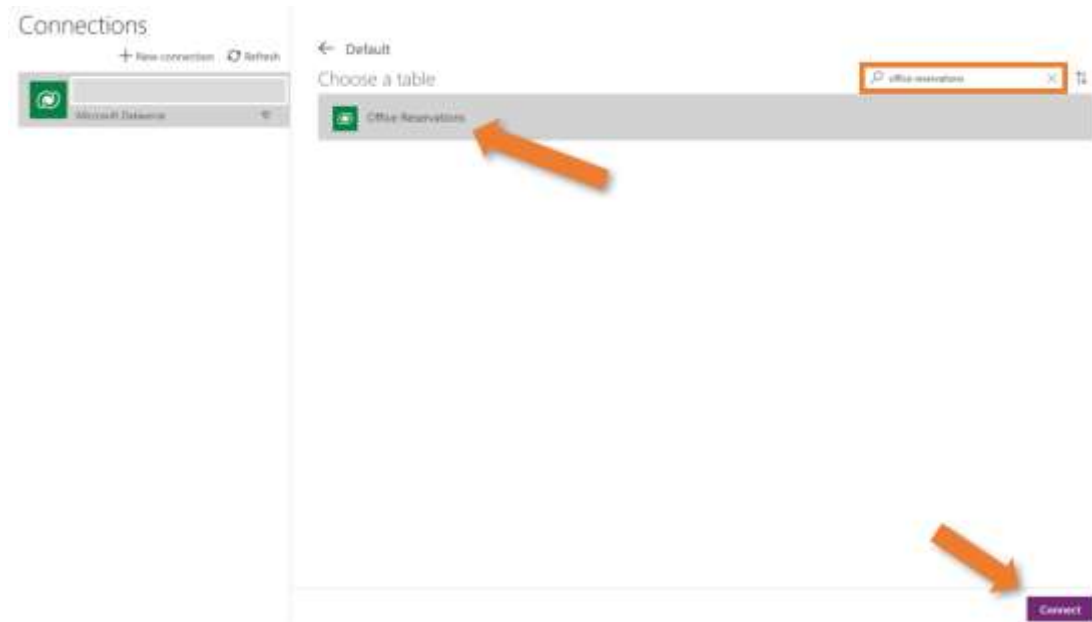 Connections
+ New connection Refresh
Microsoft Dataverse
← Default
Choose a table
office reservations
Office Reservations
Connect